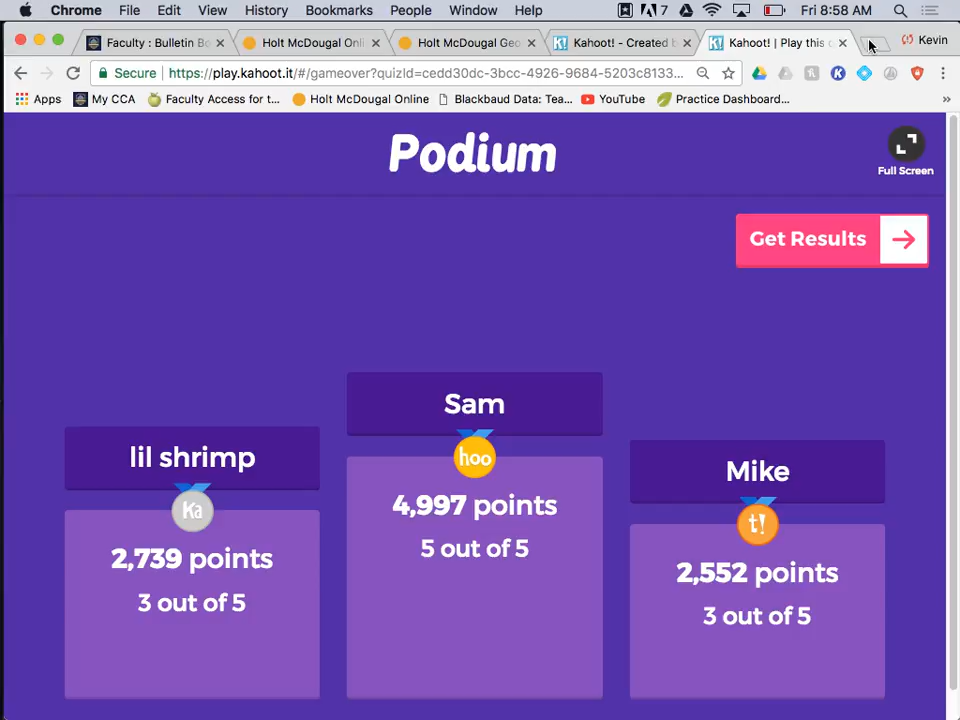 Chrome File Edit View History Bookmarks People Window Help 7 Fri 8:58 AM
Faculty : Bulletin Bo Holt McDougal Onli Holt McDougal Geo Kahoot! - Created b Kahoot! | Play this Kevin
Secure https://play.kahoot.it/#/gameover?quizId=cedd30dc-3bcc-4926-9684-5203c8133...
Apps My CCA Faculty Access for t... Holt McDougal Online Blackbaud Data: Tea... YouTube Practice Dashboard... »
Podium
Full Screen
Get Results
Sam
lil shrimp
hoo
Mike
4,997 points
Ka
t!
5 out of 5
2,739 points
2,552 points
3 out of 5
3 out of 5